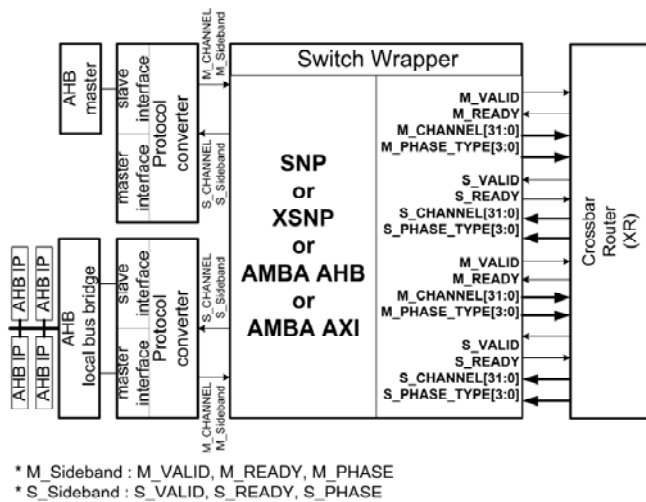 M_CHANNEL
M_Sideband
Switch Wrapper
AHB
master
slave
interface
master
interface
Protocol
converter
S_CHANNEL
S_Sideband
SNP
or
XSNP
or
AMBA AHB
or
AMBA AXI
M_VALID
M_READY
M_CHANNEL[31:0]
M_PHASE_TYPE[3:0]
S_VALID
S_READY
S_CHANNEL[31:0]
S_PHASE_TYPE[3:0]
M_VALID
M_READY
M_CHANNEL[31:0]
M_PHASE_TYPE[3:0]
S_VALID
S_READY
S_CHANNEL[31:0]
S_PHASE_TYPE[3:0]
Crossbar
Router
(XR)
AHB IP
AHB IP
AHB IP
AHB IP
AHB
local bus bridge
slave
interface
master
interface
Protocol
converter
S_CHANNEL
S_Sideband
M_CHANNEL
M_Sideband
* M_Sideband : M_VALID, M_READY, M_PHASE
* S_Sideband : S_VALID, S_READY, S_PHASE